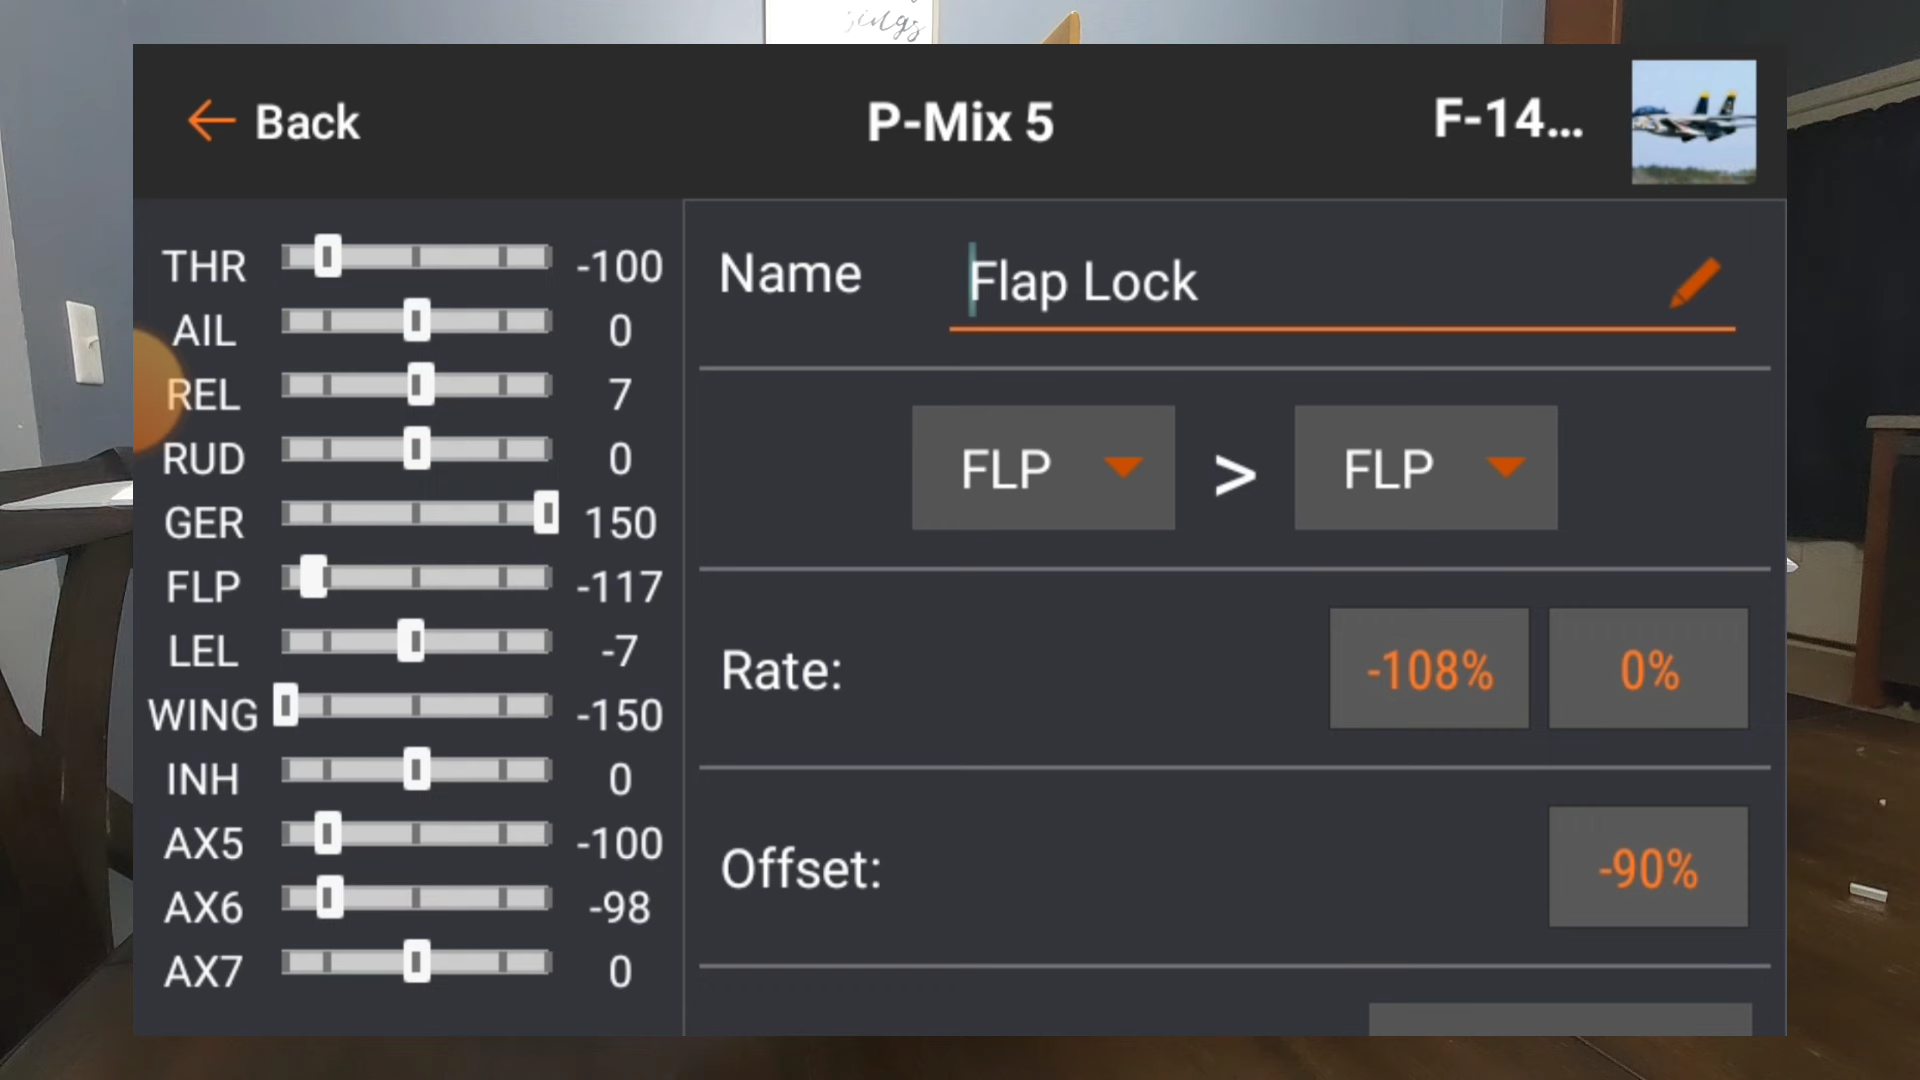 ings
Back
P-Mix 5
F-14...
THR -100
AIL 0
REL 7
RUD 0
GER 150
FLP -117
LEL -7
WING -150
INH 0
AX5 -100
AX6 -98
AX7 0
Name Flap Lock
FLP > FLP
Rate: -108% 0%
Offset: -90%